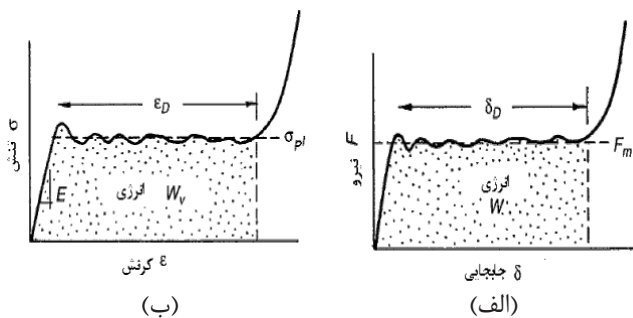 σ تنش
ε_D
σ_pl
E
انرژی W_v
ε کرنش
(ب)
F نیرو
δ_D
F_m
انرژی
W
δ جابجایی
(الف)